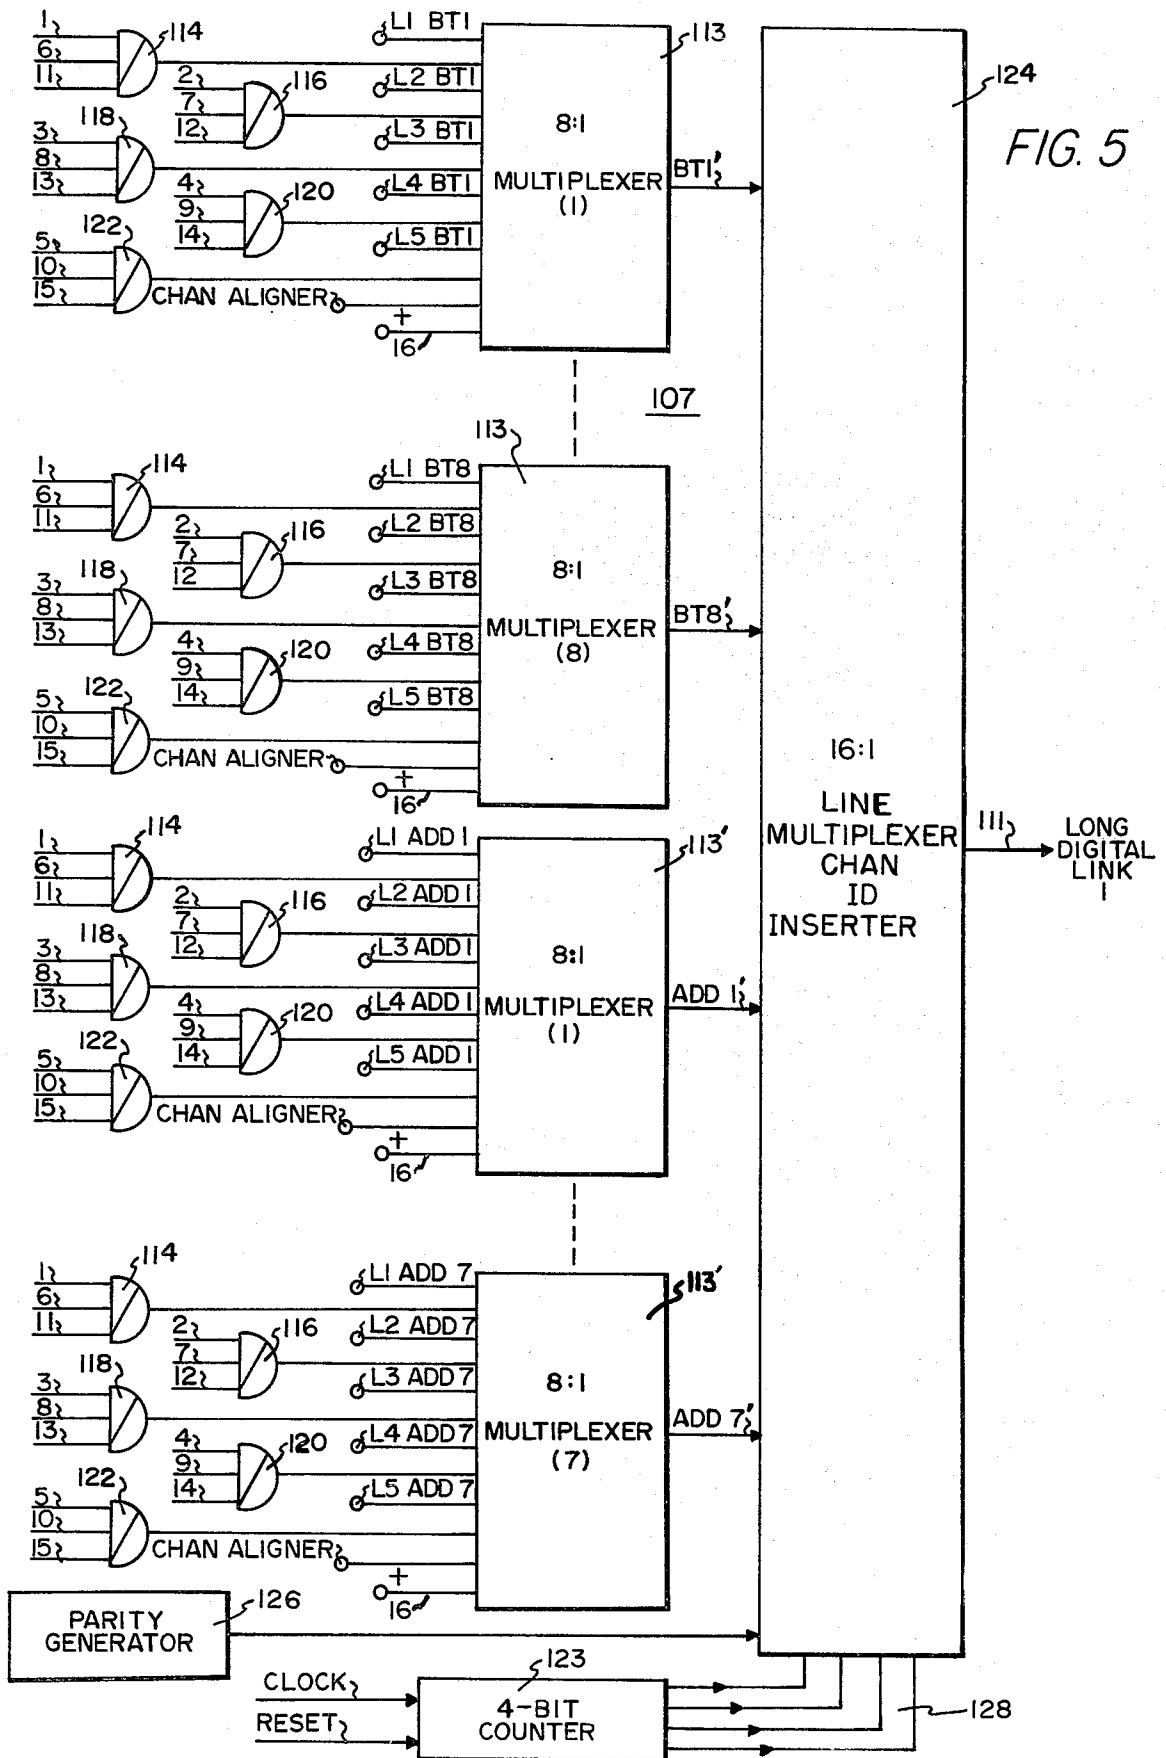 FIG. 5
1
6
11
114
L1 BT1
2
7
12
116
L2 BT1
3
8
13
118
L3 BT1
4
9
14
120
L4 BT1
5
10
15
122
L5 BT1
CHAN ALIGNER
+
16
8:1
MULTIPLEXER
(1)
113
BT1'
107
1
6
11
114
L1 BT8
2
7
12
116
L2 BT8
3
8
13
118
L3 BT8
4
9
14
120
L4 BT8
5
10
15
122
L5 BT8
CHAN ALIGNER
+
16
8:1
MULTIPLEXER
(8)
113
BT8'
1
6
11
114
L1 ADD 1
2
7
12
116
L2 ADD 1
3
8
13
118
L3 ADD 1
4
9
14
120
L4 ADD 1
5
10
15
122
L5 ADD 1
CHAN ALIGNER
+
16
8:1
MULTIPLEXER
(1)
113'
ADD 1'
1
6
11
114
L1 ADD 7
2
7
12
116
L2 ADD 7
3
8
13
118
L3 ADD 7
4
9
14
120
L4 ADD 7
5
10
15
122
L5 ADD 7
CHAN ALIGNER
+
16
8:1
MULTIPLEXER
(7)
113'
ADD 7'
124
16:1
LINE
MULTIPLEXER
CHAN
ID
INSERTER
111
LONG
DIGITAL
LINK
1
PARITY
GENERATOR
126
CLOCK
RESET
123
4-BIT
COUNTER
128